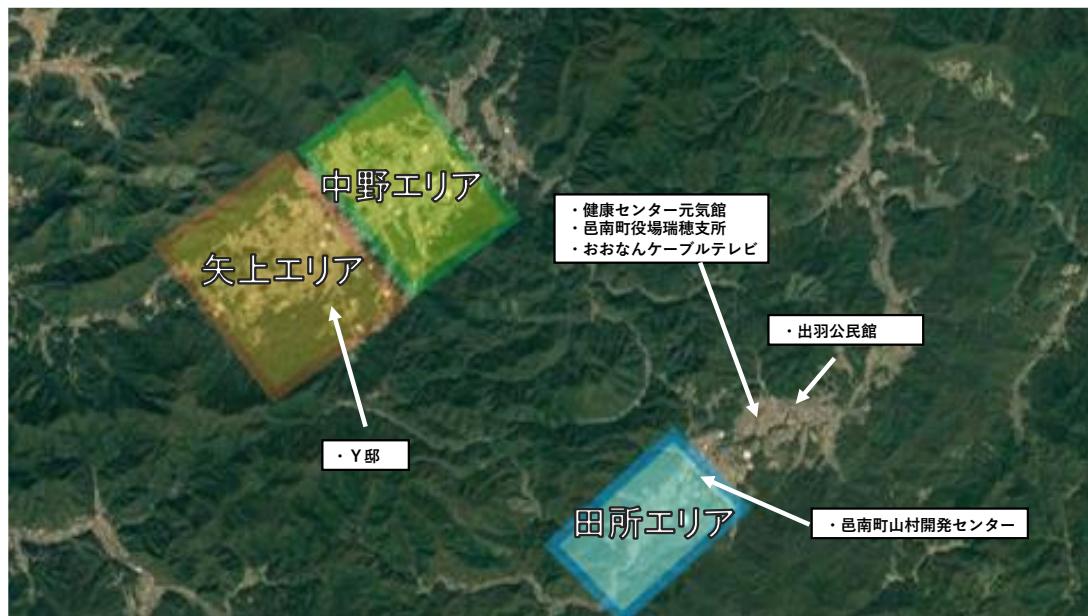 中野エリア
矢上エリア
・健康センター元気館
・邑南町役場瑞穂支所
・おおなんケーブルテレビ
・出羽公民館
・Y邸
田所エリア
・邑南町山村開発センター